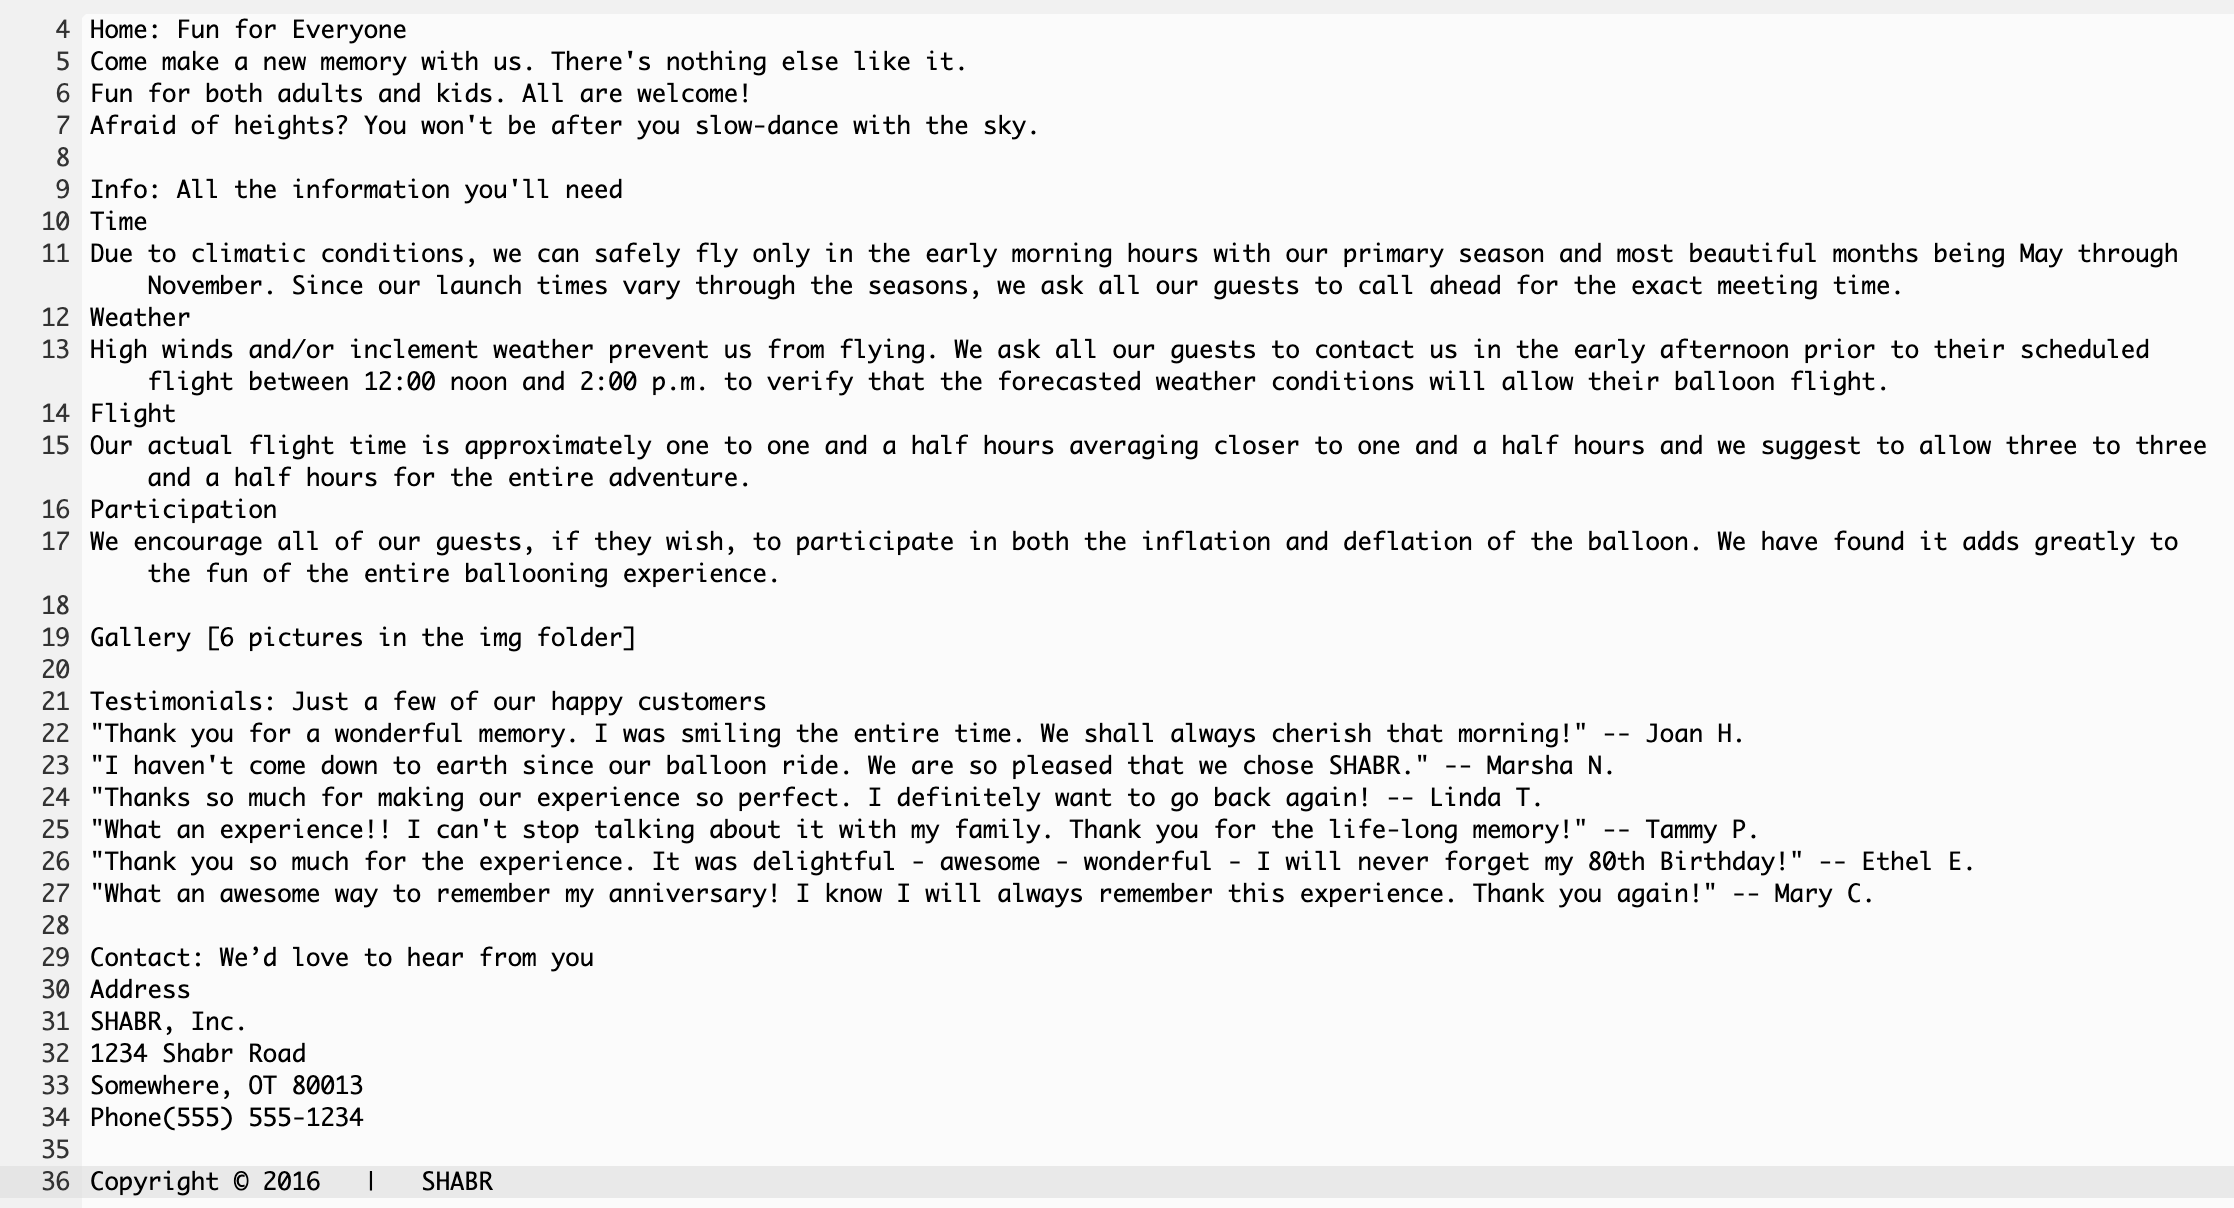 4 Home: Fun for Everyone
5 Come make a new memory with us. There's nothing else like it.
6 Fun for both adults and kids. All are welcome!
7 Afraid of heights? You won't be after you slow-dance with the sky.
8
9 Info: All the information you'll need
10 Time
11 Due to climatic conditions, we can safely fly only in the early morning hours with our primary season and most beautiful months being May through
November. Since our launch times vary through the seasons, we ask all our guests to call ahead for the exact meeting time.
12 Weather
13 High winds and/or inclement weather prevent us from flying. We ask all our guests to contact us in the early afternoon prior to their scheduled
flight between 12:00 noon and 2:00 p.m. to verify that the forecasted weather conditions will allow their balloon flight.
14 Flight
15 Our actual flight time is approximately one to one and a half hours averaging closer to one and a half hours and we suggest to allow three to three
and a half hours for the entire adventure.
16 Participation
17 We encourage all of our guests, if they wish, to participate in both the inflation and deflation of the balloon. We have found it adds greatly to
the fun of the entire ballooning experience.
18
19 Gallery [6 pictures in the img folder]
20
21 Testimonials: Just a few of our happy customers
22 "Thank you for a wonderful memory. I was smiling the entire time. We shall always cherish that morning!" -- Joan H.
23 "I haven't come down to earth since our balloon ride. We are so pleased that we chose SHABR." -- Marsha N.
24 "Thanks so much for making our experience so perfect. I definitely want to go back again! -- Linda T.
25 "What an experience!! I can't stop talking about it with my family. Thank you for the life-long memory!" -- Tammy P.
26 "Thank you so much for the experience. It was delightful - awesome - wonderful - I will never forget my 80th Birthday!" -- Ethel E.
27 "What an awesome way to remember my anniversary! I know I will always remember this experience. Thank you again!" -- Mary C.
28
29 Contact: We’d love to hear from you
30 Address
31 SHABR, Inc.
32 1234 Shabr Road
33 Somewhere, OT 80013
34 Phone(555) 555-1234
35
36 Copyright © 2016 | SHABR